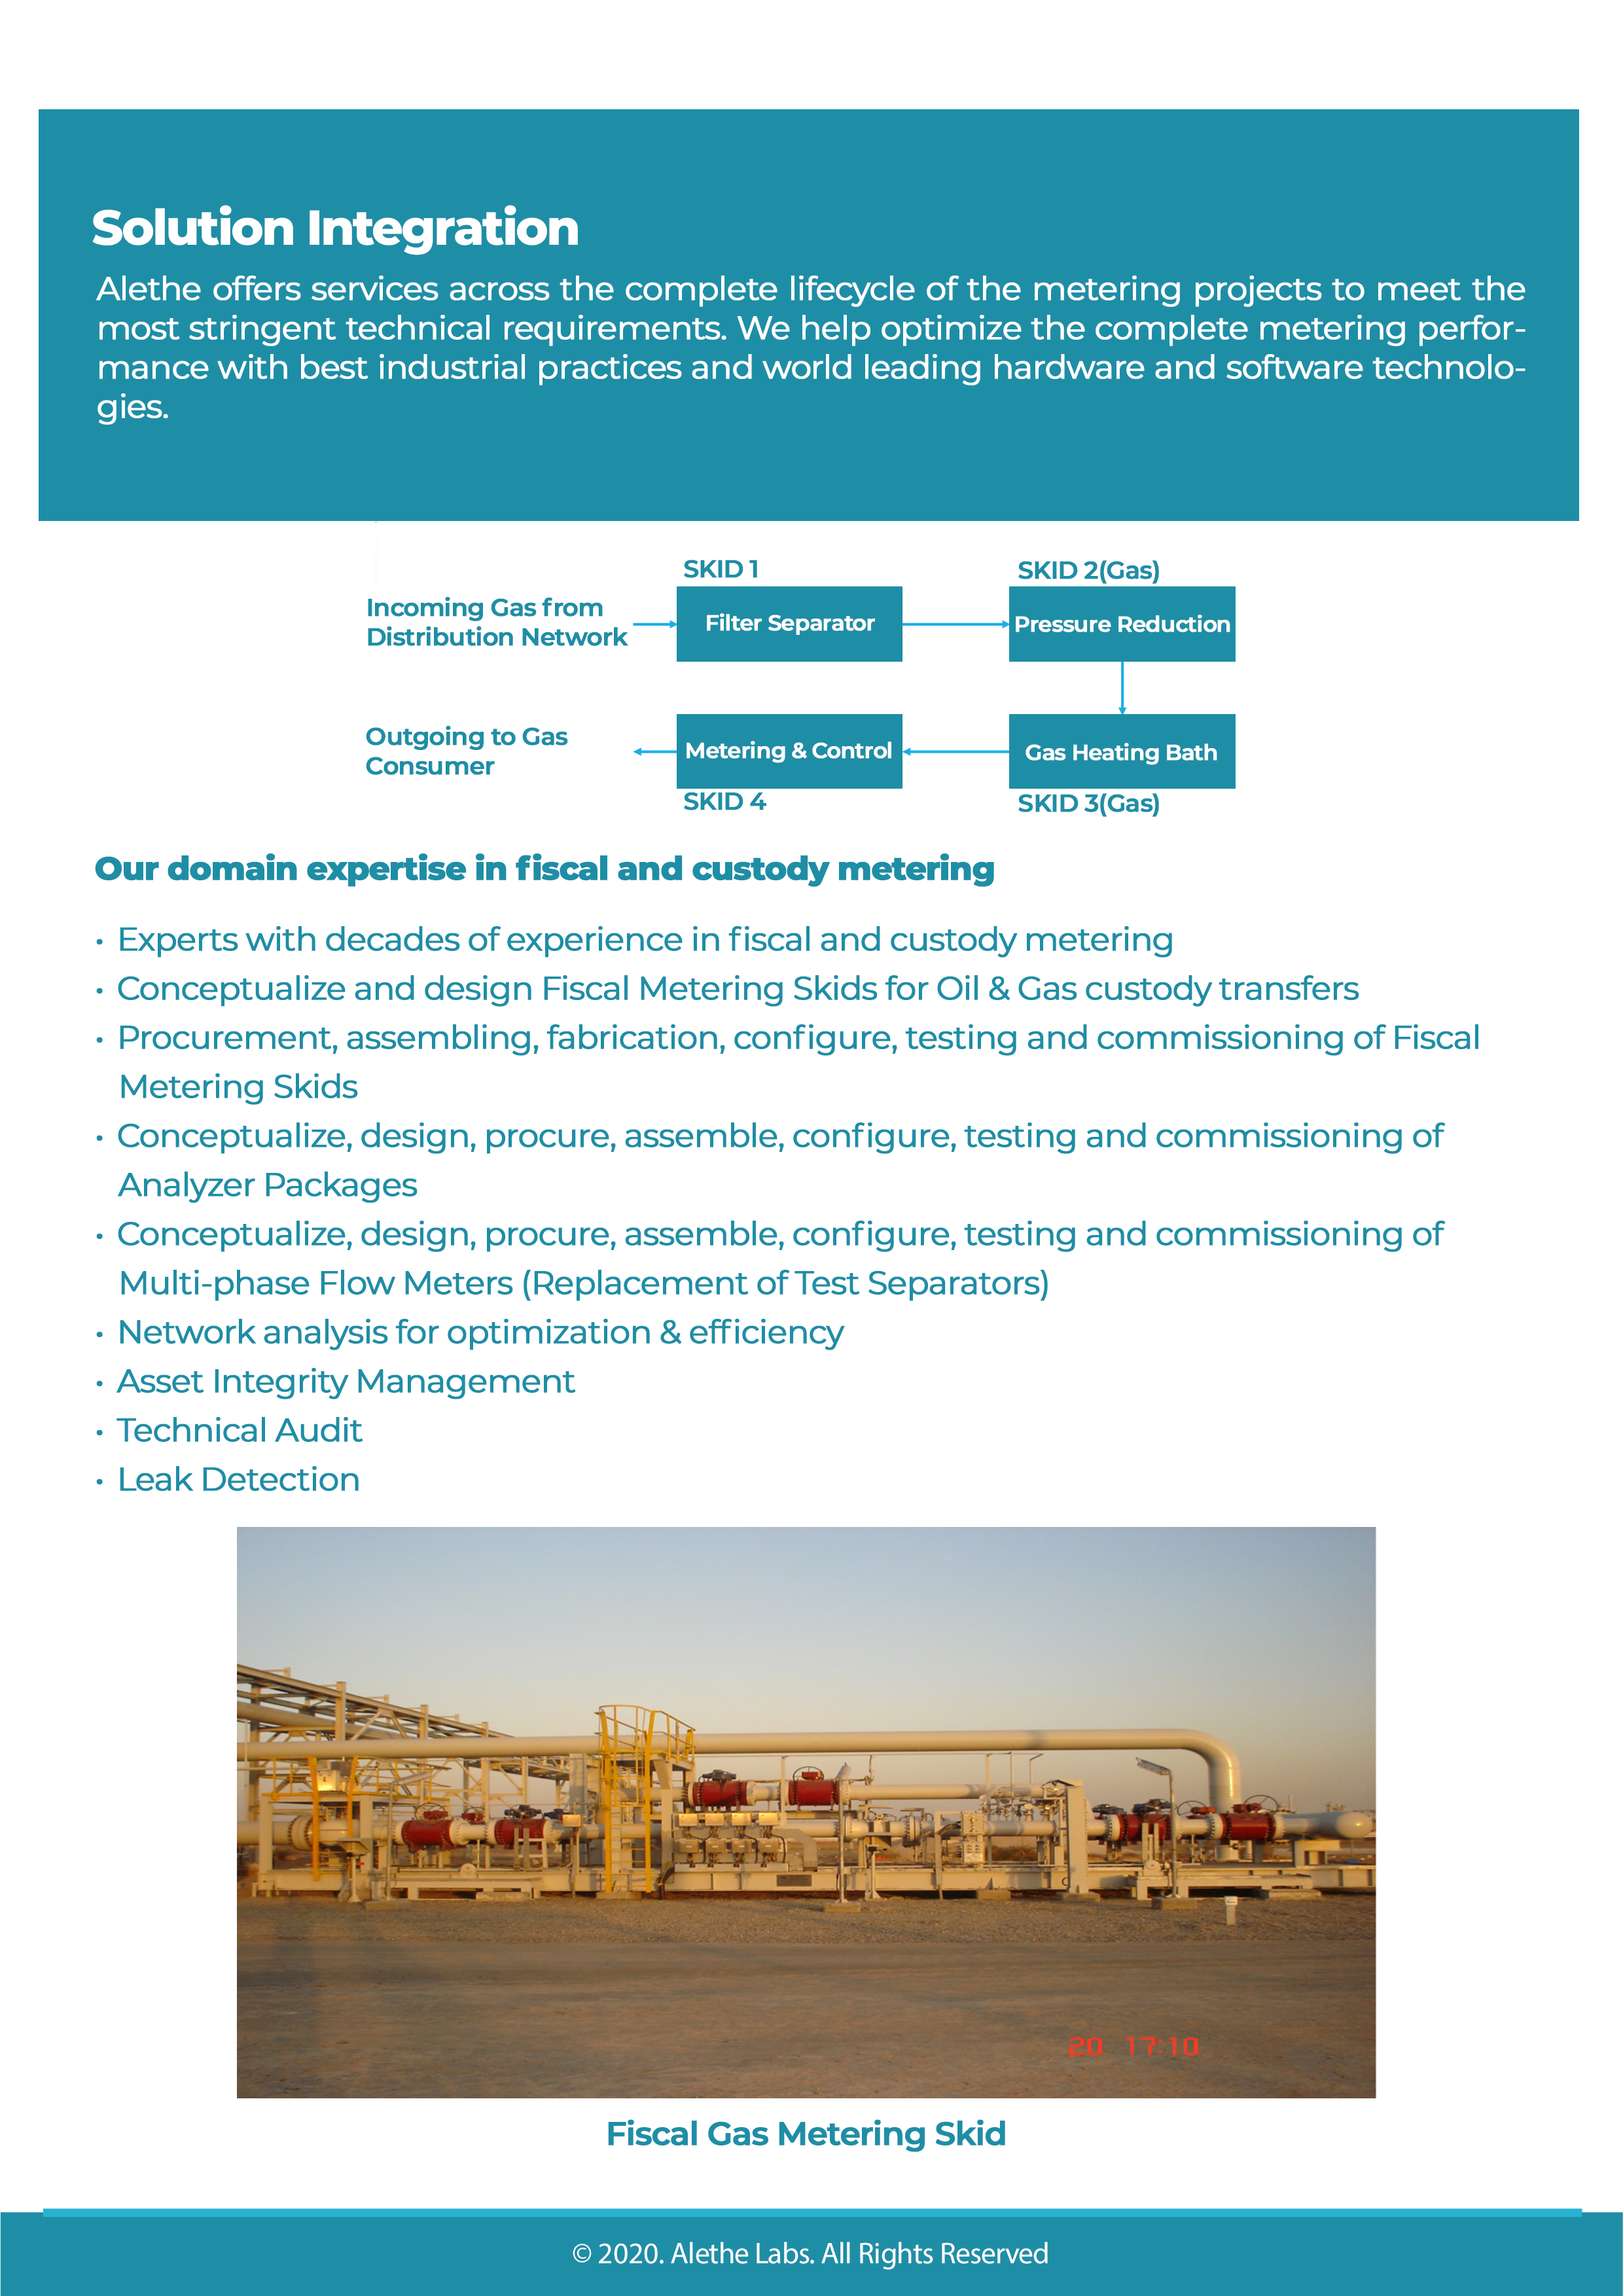 Solution Integration
Alethe offers services across the complete lifecycle of the metering projects to meet the
most stringent technical requirements. We help optimize the complete metering perfor-
mance with best industrial practices and world leading hardware and software technolo-
gies.
SKID 1
SKID 2(Gas)
Incoming Gas from
Distribution Network
Filter Separator
Pressure Reduction
Outgoing to Gas
Consumer
Metering & Control
Gas Heating Bath
SKID 4
SKID 3(Gas)
Our domain expertise in fiscal and custody metering
• Experts with decades of experience in fiscal and custody metering
• Conceptualize and design Fiscal Metering Skids for Oil & Gas custody transfers
• Procurement, assembling, fabrication, configure, testing and commissioning of Fiscal
Metering Skids
• Conceptualize, design, procure, assemble, configure, testing and commissioning of
Analyzer Packages
• Conceptualize, design, procure, assemble, configure, testing and commissioning of
Multi-phase Flow Meters (Replacement of Test Separators)
• Network analysis for optimization & efficiency
• Asset Integrity Management
• Technical Audit
• Leak Detection
20 17:10
Fiscal Gas Metering Skid
© 2020. Alethe Labs. All Rights Reserved